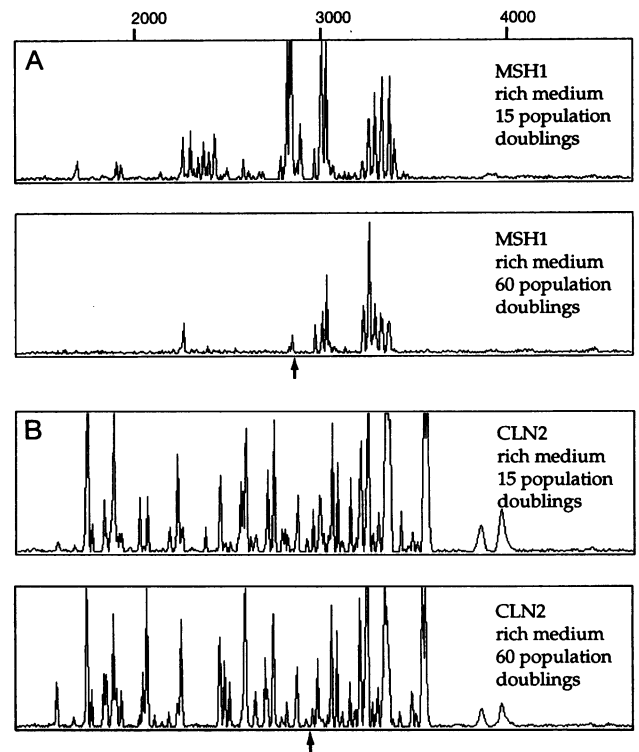 2000 3000 4000
A
MSH1
rich medium
15 population
doublings
MSH1
rich medium
60 population
doublings
B
CLN2
rich medium
15 population
doublings
CLN2
rich medium
60 population
doublings